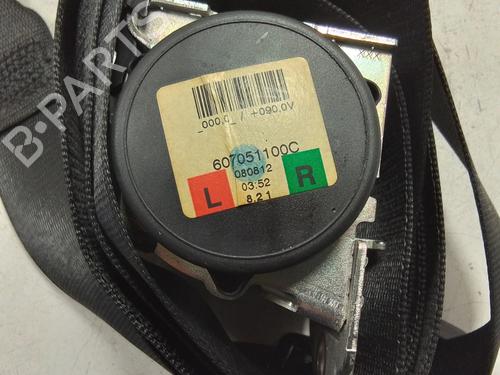 B-PARTS
_000.0_ / +090.0V
607051100C
080812
L
R
03:52
8.2.1